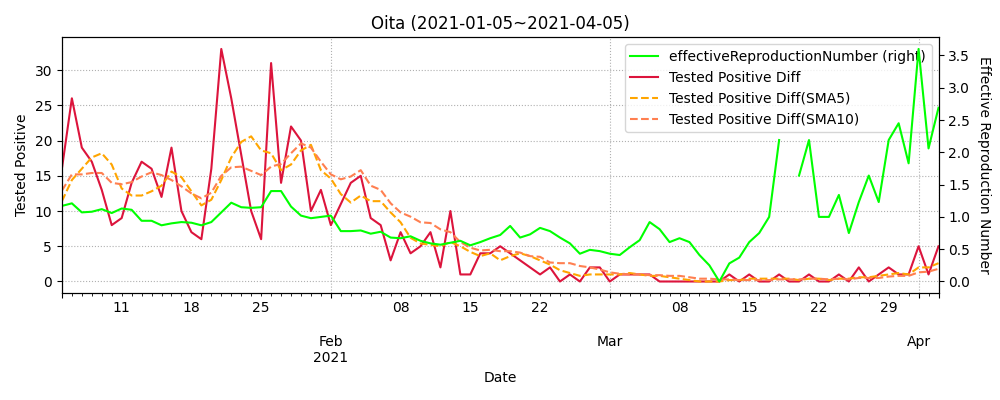 Oita (2021-01-05~2021-04-05)
effectiveReproductionNumber (right)
Tested Positive Diff
Tested Positive Diff(SMA5)
Tested Positive Diff(SMA10)
Tested Positive
30
25
20
15
10
5
0
3.5
3.0
2.5
2.0
1.5
1.0
0.5
0.0
Effective Reproduction Number
11 18 25 08 15 22 08 15 22 29
Feb Mar Apr
2021
Date